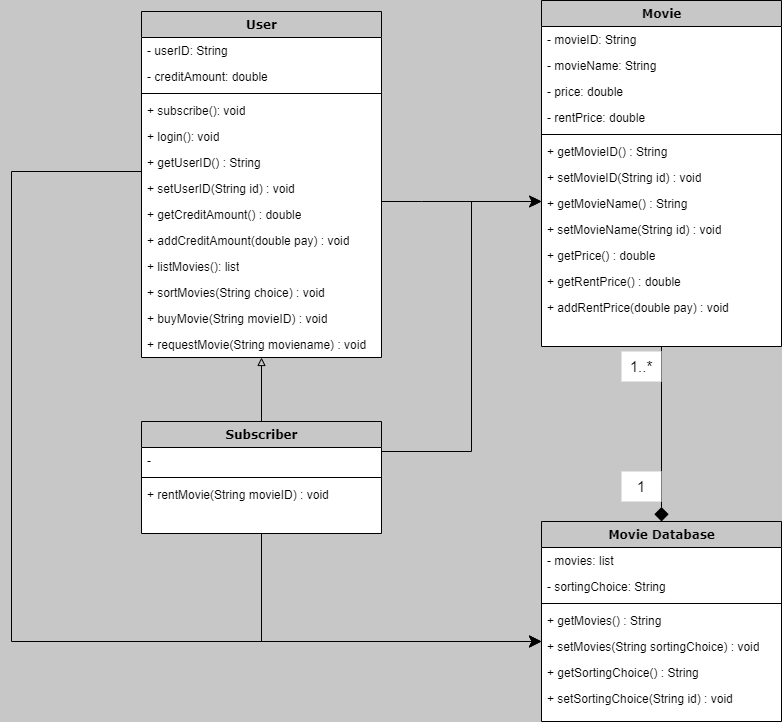 User
- userID: String
- creditAmount: double
+ subscribe(): void
+ login(): void
+ getUserID() : String
+ setUserID(String id) : void
+ getCreditAmount() : double
+ addCreditAmount(double pay) : void
+ listMovies(): list
+ sortMovies(String choice) : void
+ buyMovie(String movieID) : void
+ requestMovie(String moviename) : void
Subscriber
-
+ rentMovie(String movieID) : void
Movie
- movieID: String
- movieName: String
- price: double
- rentPrice: double
+ getMovieID() : String
+ setMovieID(String id) : void
+ getMovieName() : String
+ setMovieName(String id) : void
+ getPrice() : double
+ getRentPrice() : double
+ addRentPrice(double pay) : void
1..*
1
Movie Database
- movies: list
- sortingChoice: String
+ getMovies() : String
+ setMovies(String sortingChoice) : void
+ getSortingChoice() : String
+ setSortingChoice(String id) : void